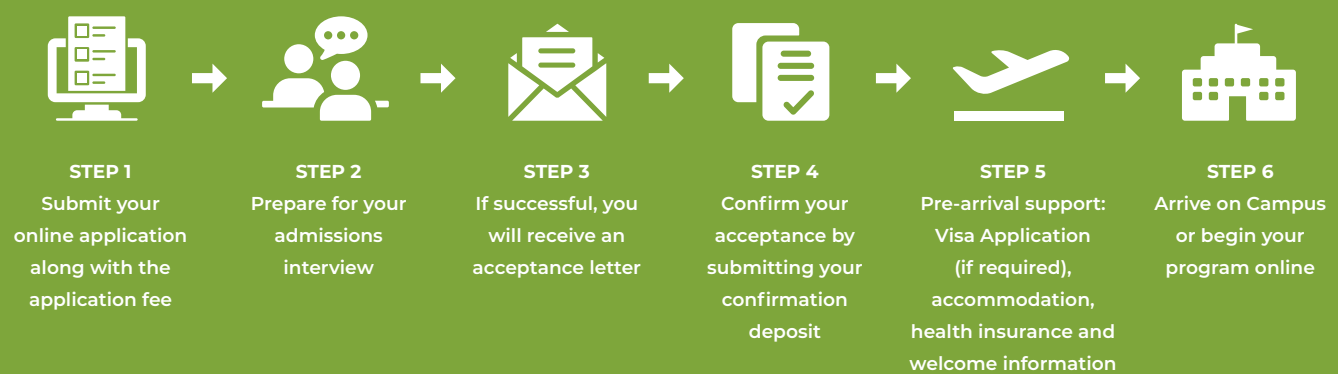 STEP 1
Submit your
online application
along with the
application fee
STEP 2
Prepare for your
admissions
interview
STEP 3
If successful, you
will receive an
acceptance letter
STEP 4
Confirm your
acceptance by
submitting your
confirmation
deposit
STEP 5
Pre-arrival support:
Visa Application
(if required),
accommodation,
health insurance and
welcome information
STEP 6
Arrive on Campus
or begin your
program online